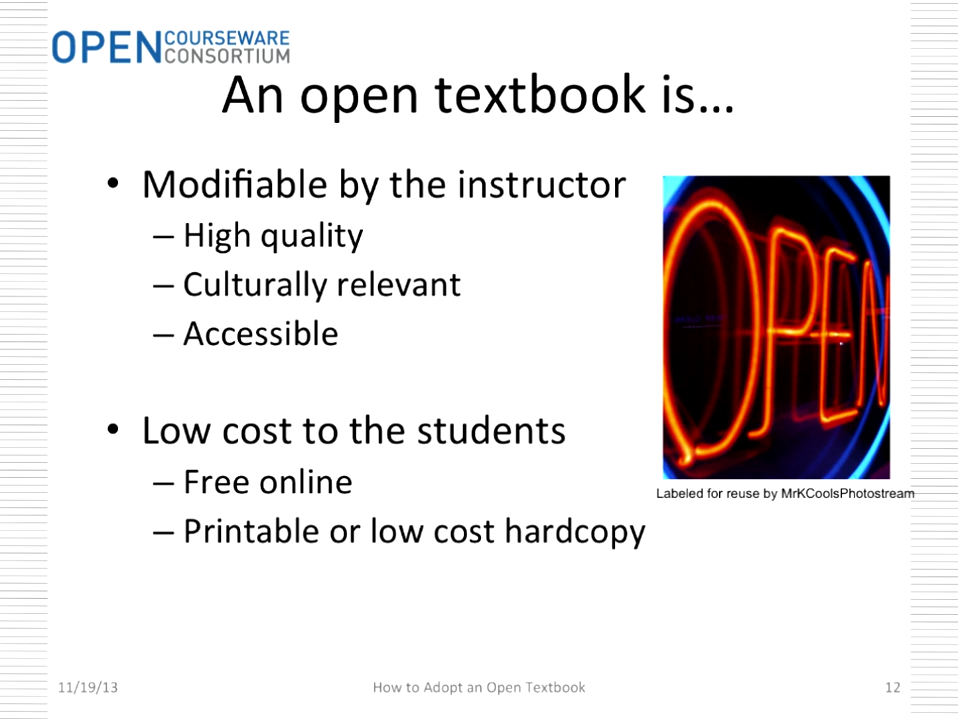 OPEN COURSEWARE
CONSORTIUM
An open textbook is…
• Modifiable by the instructor
– High quality
– Culturally relevant
– Accessible
• Low cost to the students
– Free online
– Printable or low cost hardcopy
OPEN
Labeled for reuse by MrKCoolsPhotostream
11/19/13
How to Adopt an Open Textbook
12